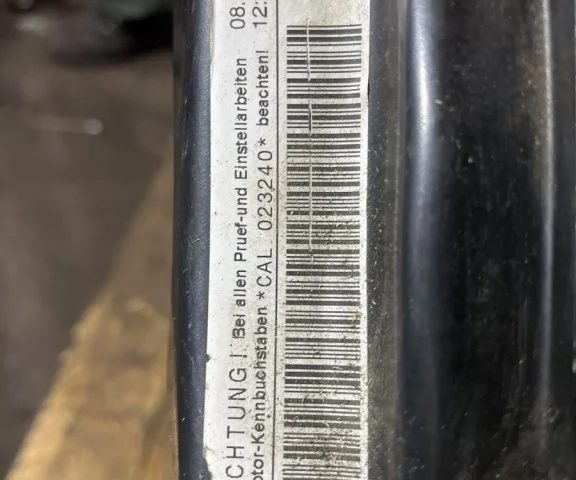 CHTUNG! Bei allen Pruef-und Einstellarbeiten 08.
otor-Kennbuchstaben *CAL 023240* beachten! 12: